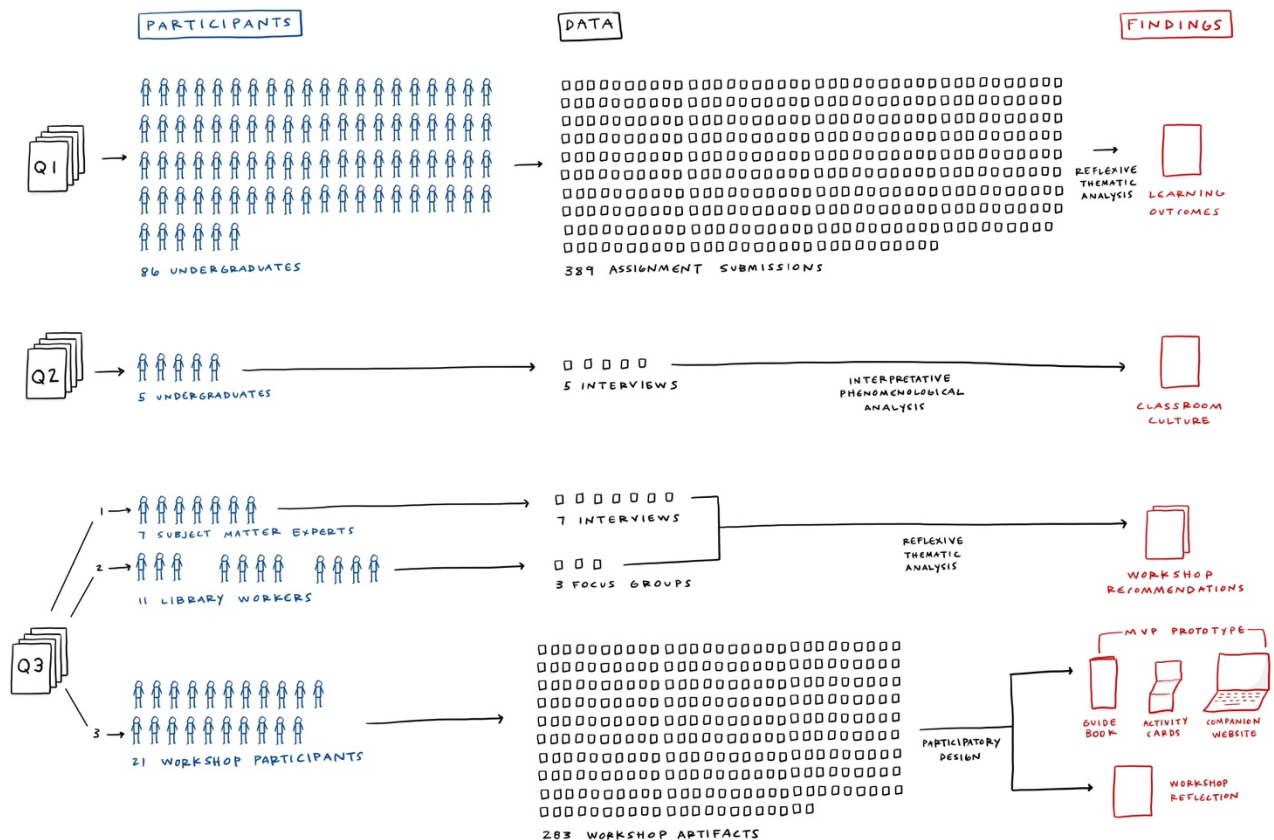 PARTICIPANTS
DATA
FINDINGS
Q1
86 UNDERGRADUATES
389 ASSIGNMENT SUBMISSIONS
REFLEXIVE
THEMATIC
ANALYSIS
LEARNING
OUTCOMES
Q2
5 UNDERGRADUATES
5 INTERVIEWS
INTERPRETATIVE
PHENOMENOLOGICAL
ANALYSIS
CLASSROOM
CULTURE
Q3
1
7 SUBJECT MATTER EXPERTS
7 INTERVIEWS
2
11 LIBRARY WORKERS
3 FOCUS GROUPS
REFLEXIVE
THEMATIC
ANALYSIS
WORKSHOP
RECOMMENDATIONS
3
21 WORKSHOP PARTICIPANTS
283 WORKSHOP ARTIFACTS
PARTICIPATORY
DESIGN
MVP PROTOTYPE
GUIDE
BOOK
ACTIVITY
CARDS
COMPANION
WEBSITE
WORKSHOP
REFLECTION